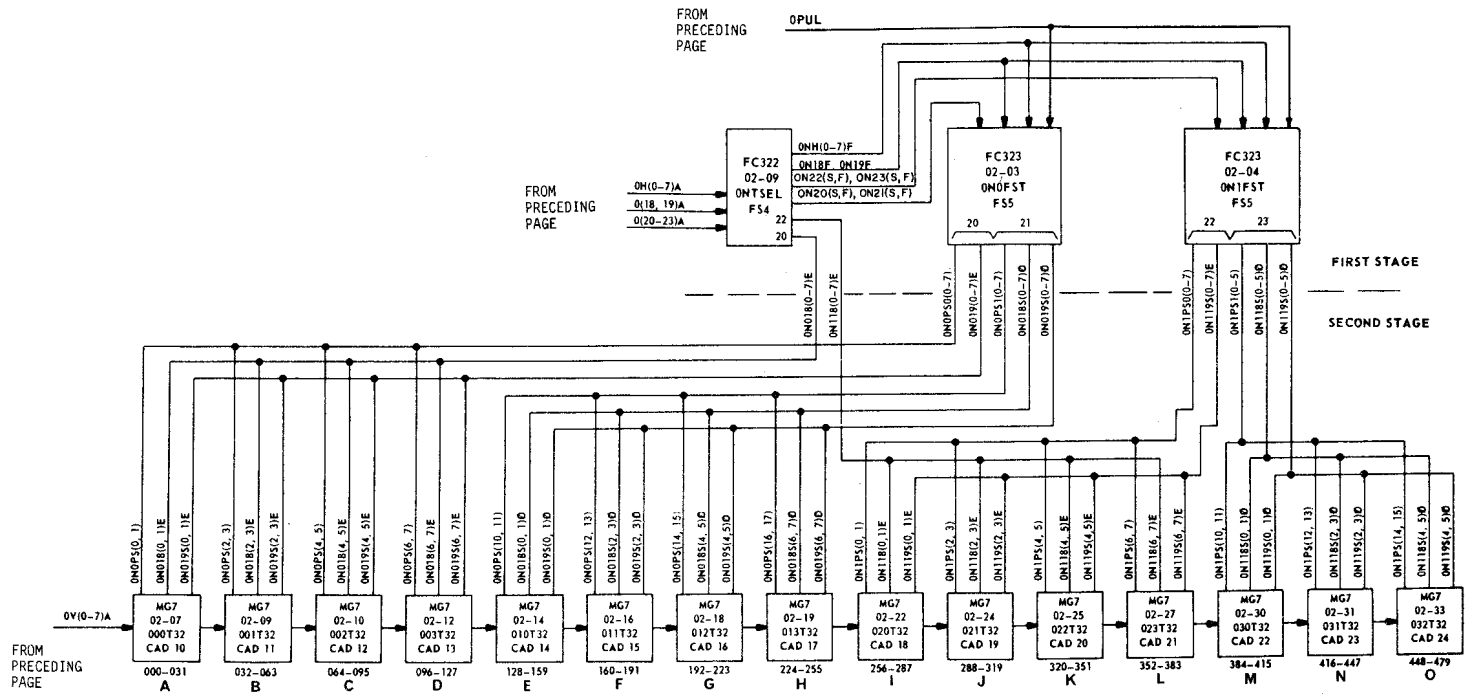 FROM
PRECEDING
PAGE
0PUL
FC322
02-09
0NTSEL
FS4
22
20
0NH(0-7)F
0N18F, 0N19F
0N22(S,F), 0N23(S,F)
0N20(S,F), 0N21(S,F)
FC323
02-03
0N0FST
FS5
20
21
FC323
02-04
0N1FST
FS5
22
23
FROM
PRECEDING
PAGE
0H(0-7)A
0(18, 19)A
0(20-23)A
FIRST STAGE
SECOND STAGE
0N018(0-7)E
0N118(0-7)E
0N0PS0(0-7)
0N019(0-7)E
0N0PS1(0-7)
0N018S(0-7)D
0N019S(0-7)D
0N1PS0(0-7)
0N119S(0-7)E
0N1PS1(0-5)
0N118S(0-5)D
0N119S(0-5)D
0N0PS(0, 1)
0N018(0, 1)E
0N019S(0, 1)E
0N0PS(2, 3)
0N018(2, 3)E
0N019S(2, 3)E
0N0PS(4, 5)
0N018(4, 5)E
0N019S(4, 5)E
0N0PS(6, 7)
0N018(6, 7)E
0N019S(6, 7)E
0N0PS(10, 11)
0N018S(0, 1)D
0N019S(0, 1)D
0N0PS(12, 13)
0N018S(2, 3)D
0N019S(2, 3)D
0N0PS(14, 15)
0N018S(4, 5)D
0N019S(4,5)D
0N0PS(16, 17)
0N018S(6, 7)D
0N019S(6, 7)D
0N1PS(0,1)
0N118(0,1)E
0N119S(0, 1)E
0N1PS(2, 3)
0N118(2, 3)E
0N119S(2, 3)E
0N1PS(4, 5)
0N118(4, 5)E
0N119S(4,5)E
0N1PS(6, 7)
0N118(6, 7)E
0N119S(6, 7)E
0N1PS(10, 11)
0N118S(0, 1)D
0N119S(0, 1)D
0N1PS(12, 13)
0N118S(2, 3)D
0N119S(2, 3)D
0N1PS(14, 15)
0N118S(4, 5)D
0N119S(4, 5)D
0V(0-7)A
FROM
PRECEDING
PAGE
MG7
02-07
000T32
CAD 10
000-031
A
MG7
02-09
001T32
CAD 11
032-063
B
MG7
02-10
002T32
CAD 12
064-095
C
MG7
02-12
003T32
CAD 13
096-127
D
MG7
02-14
010T32
CAD 14
128-159
E
MG7
02-16
011T32
CAD 15
160-191
F
MG7
02-18
012T32
CAD 16
192-223
G
MG7
02-19
013T32
CAD 17
224-255
H
MG7
02-22
020T32
CAD 18
256-287
I
MG7
02-24
021T32
CAD 19
288-319
J
MG7
02-25
022T32
CAD 20
320-351
K
MG7
02-27
023T32
CAD 21
352-383
L
MG7
02-30
030T32
CAD 22
384-415
M
MG7
02-31
031T32
CAD 23
416-447
N
MG7
02-33
032T32
CAD 24
448-479
O